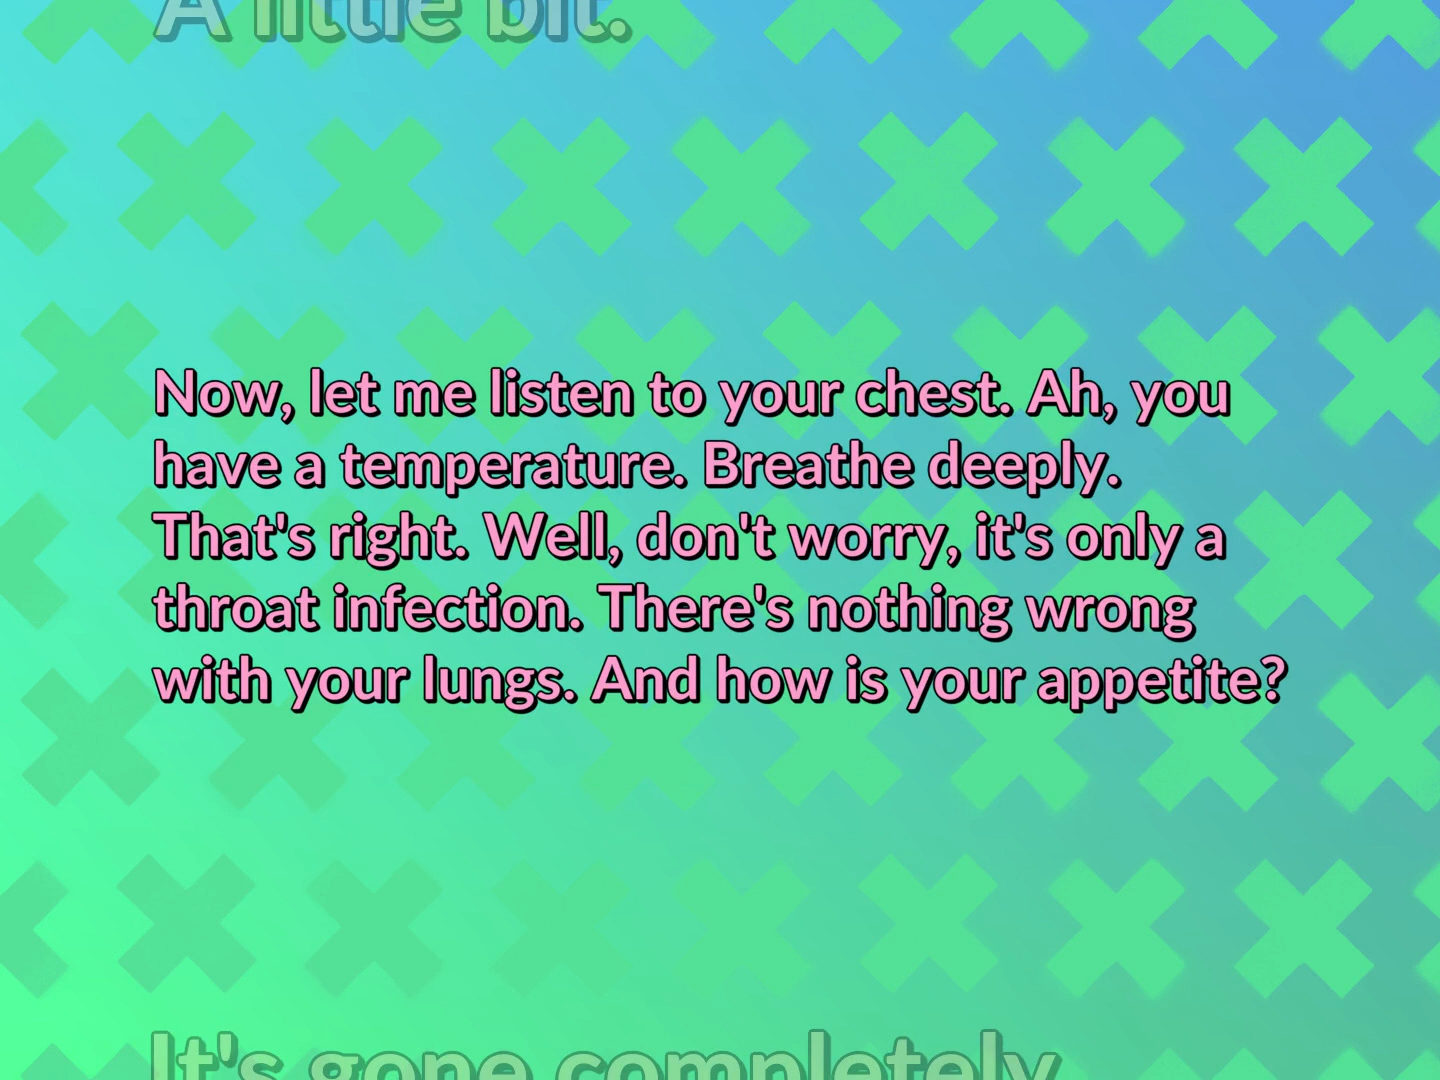 A little bit.
Now, let me listen to your chest. Ah, you
have a temperature. Breathe deeply.
That's right. Well, don't worry, it's only a
throat infection. There's nothing wrong
with your lungs. And how is your appetite?
It's gone completely